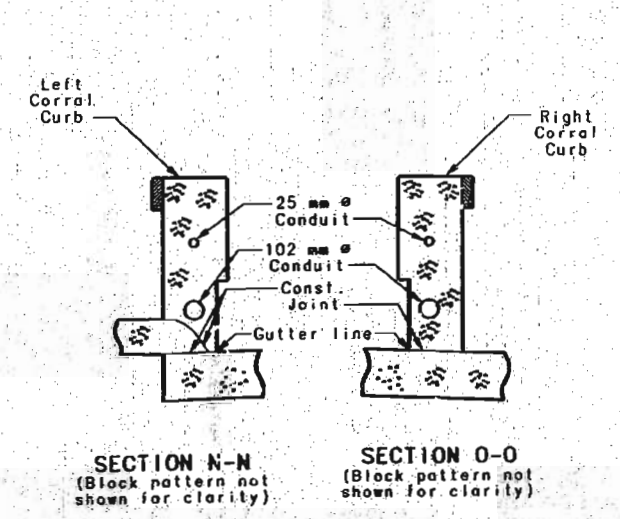 Left
Corral
Curb
Right
Corral
Curb
25 mm ø
Conduit
102 mm ø
Conduit
Const.
Joint
Gutter line
SECTION N-N
(Block pattern not
shown for clarity)
SECTION O-O
(Block pattern not
shown for clarity)